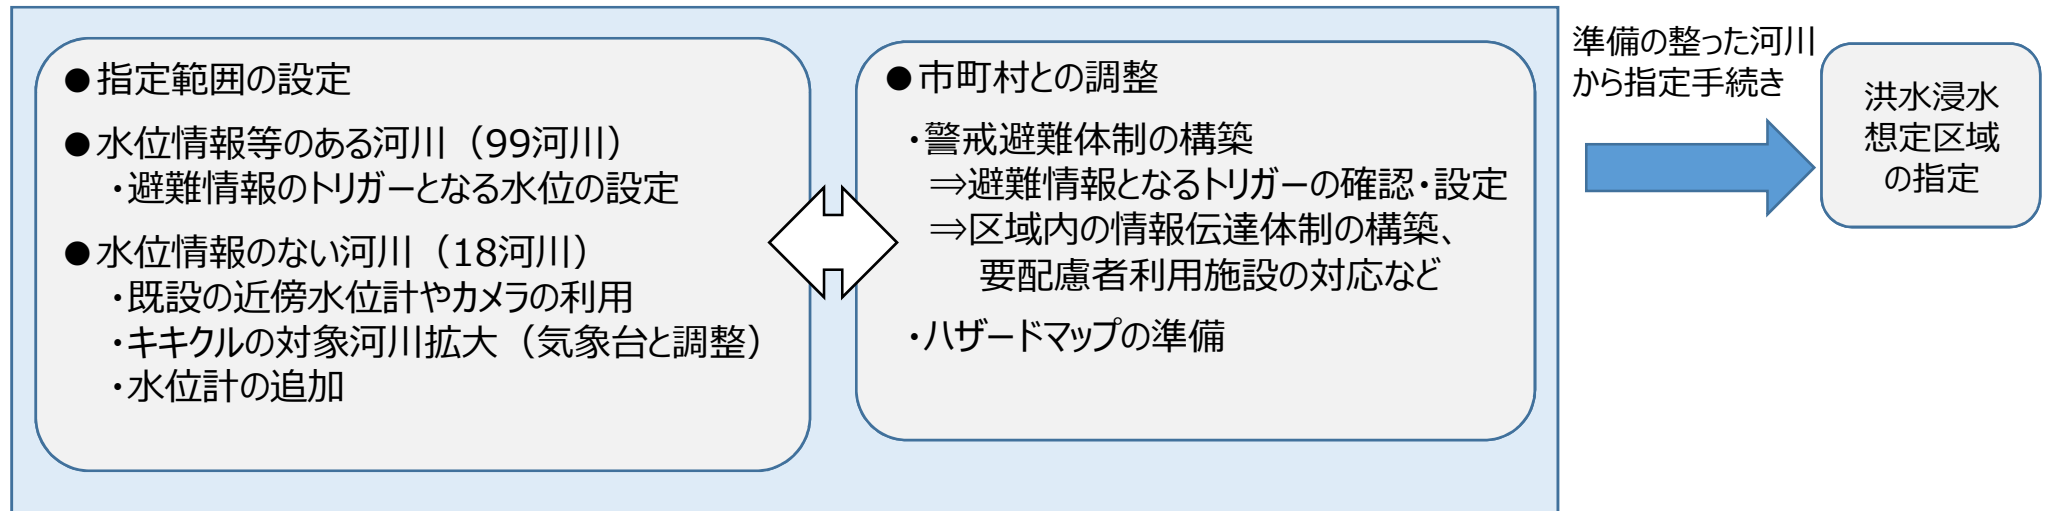 ●指定範囲の設定
●水位情報等のある河川（99河川）
・避難情報のトリガーとなる水位の設定
●水位情報のない河川（18河川）
・既設の近傍水位計やカメラの利用
・キキクルの対象河川拡大（気象台と調整）
・水位計の追加
●市町村との調整
・警戒避難体制の構築
⇒避難情報となるトリガーの確認・設定
⇒区域内の情報伝達体制の構築、
要配慮者利用施設の対応など
・ハザードマップの準備
準備の整った河川
から指定手続き
洪水浸水
想定区域
の指定